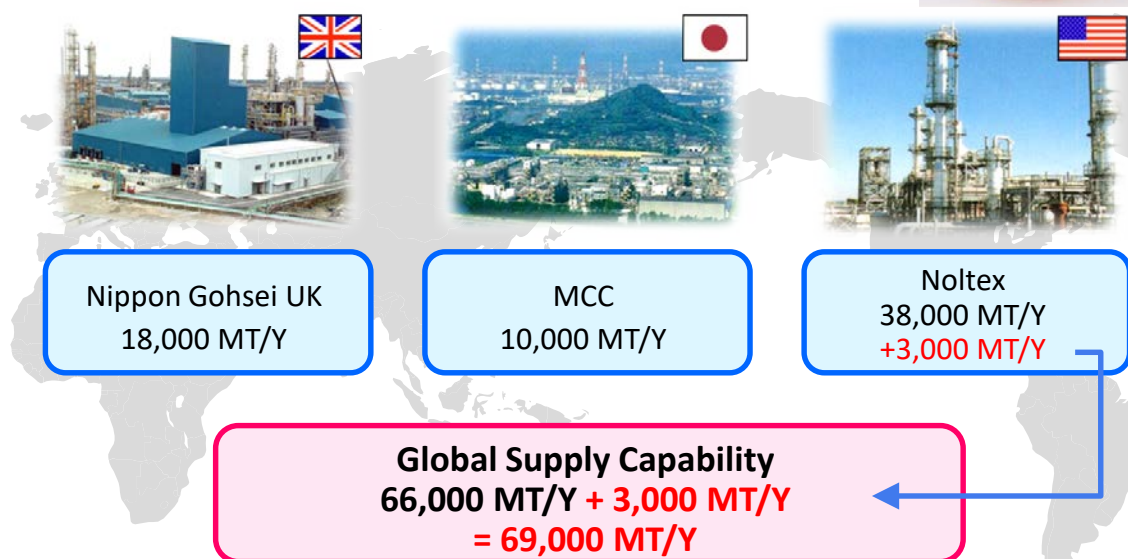 Nippon Gohsei UK
18,000 MT/Y
MCC
10,000 MT/Y
Noltex
38,000 MT/Y
+3,000 MT/Y
Global Supply Capability
66,000 MT/Y + 3,000 MT/Y
= 69,000 MT/Y